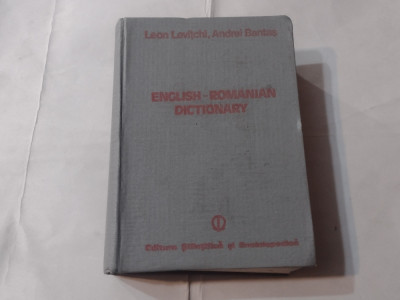 Leon Levițchi, Andrei Bantaș
ENGLISH-ROMANIAN
DICTIONARY
Editura Științifică și Enciclopedică